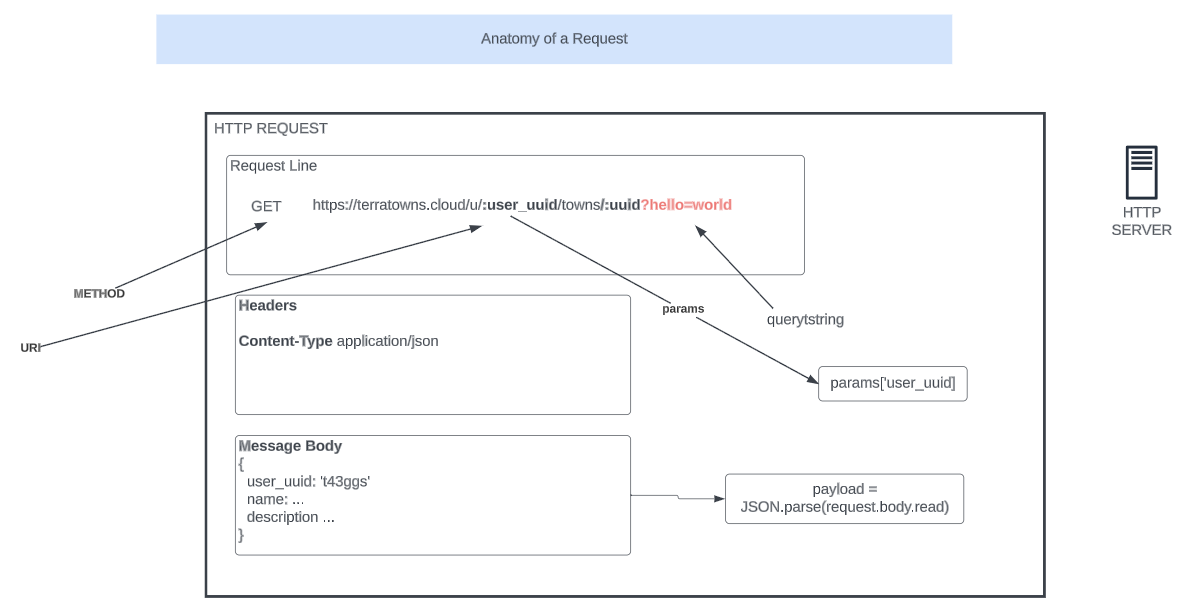 Anatomy of a Request
HTTP REQUEST
Request Line
GET https://terratowns.cloud/u/:user_uuid/towns/:uuid?hello=world
HTTP
SERVER
METHOD
Headers
params
querytstring
Content-Type application/json
URI
params['user_uuid]
Message Body
{
user_uuid: 't43ggs'
name: ...
description ...
}
payload =
JSON.parse(request.body.read)